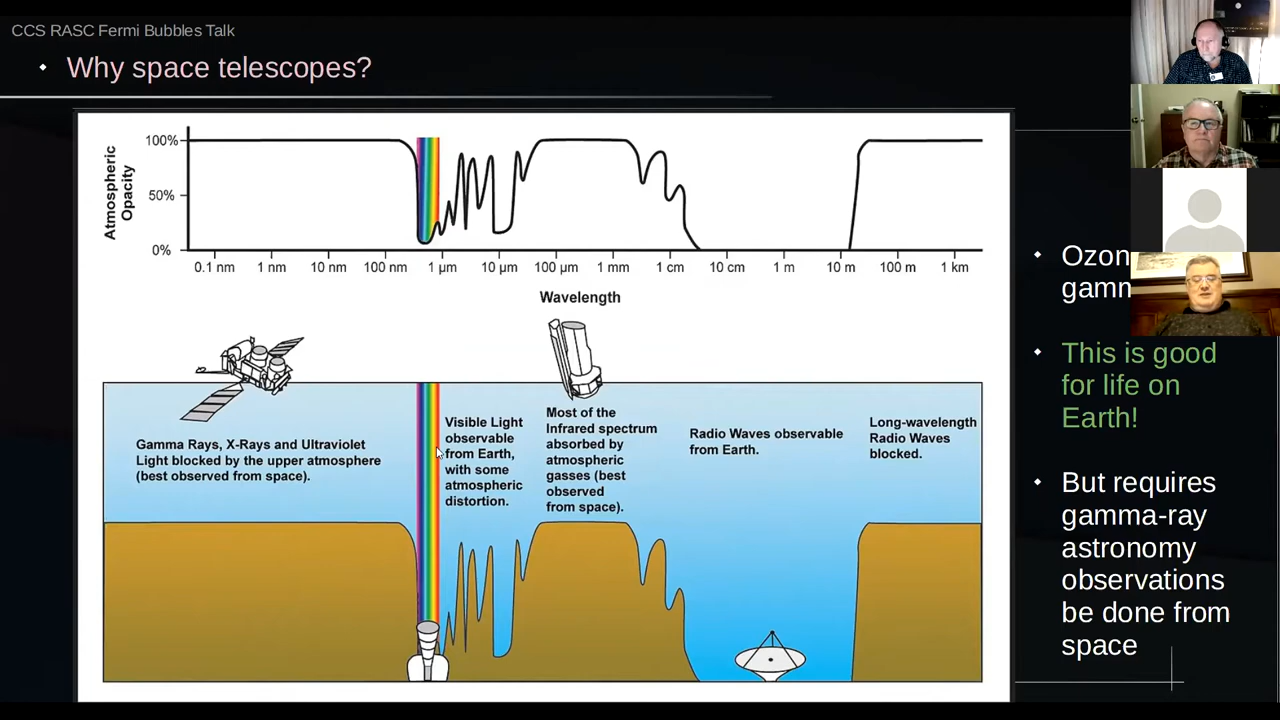 CCS RASC Fermi Bubbles Talk
• Why space telescopes?
Atmospheric
Opacity
100%
50%
0%
0.1 nm 1 nm 10 nm 100 nm 1 μm 10 μm 100 μm 1 mm 1 cm 10 cm 1 m 10 m 100 m 1 km
Wavelength
Gamma Rays, X-Rays and Ultraviolet
Light blocked by the upper atmosphere
(best observed from space).
Visible Light
observable
from Earth,
with some
atmospheric
distortion.
Most of the
Infrared spectrum
absorbed by
atmospheric
gasses (best
observed
from space).
Radio Waves observable
from Earth.
Long-wavelength
Radio Waves
blocked.
• This is good
for life on
Earth!
• But requires
gamma-ray
astronomy
observations
be done from
space